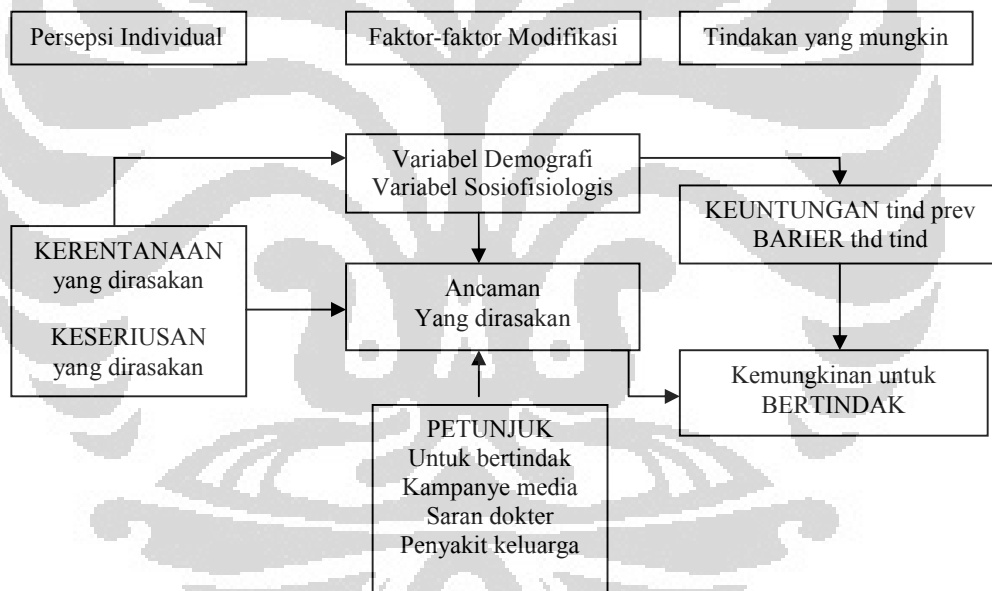 Persepsi Individual
Faktor-faktor Modifikasi
Tindakan yang mungkin
Variabel Demografi
Variabel Sosiofisiologis
KEUNTUNGAN tind prev
BARIER thd tind
KERENTANAAN
yang dirasakan
KESERIUSAN
yang dirasakan
Ancaman
Yang dirasakan
Kemungkinan untuk
BERTINDAK
PETUNJUK
Untuk bertindak
Kampanye media
Saran dokter
Penyakit keluarga